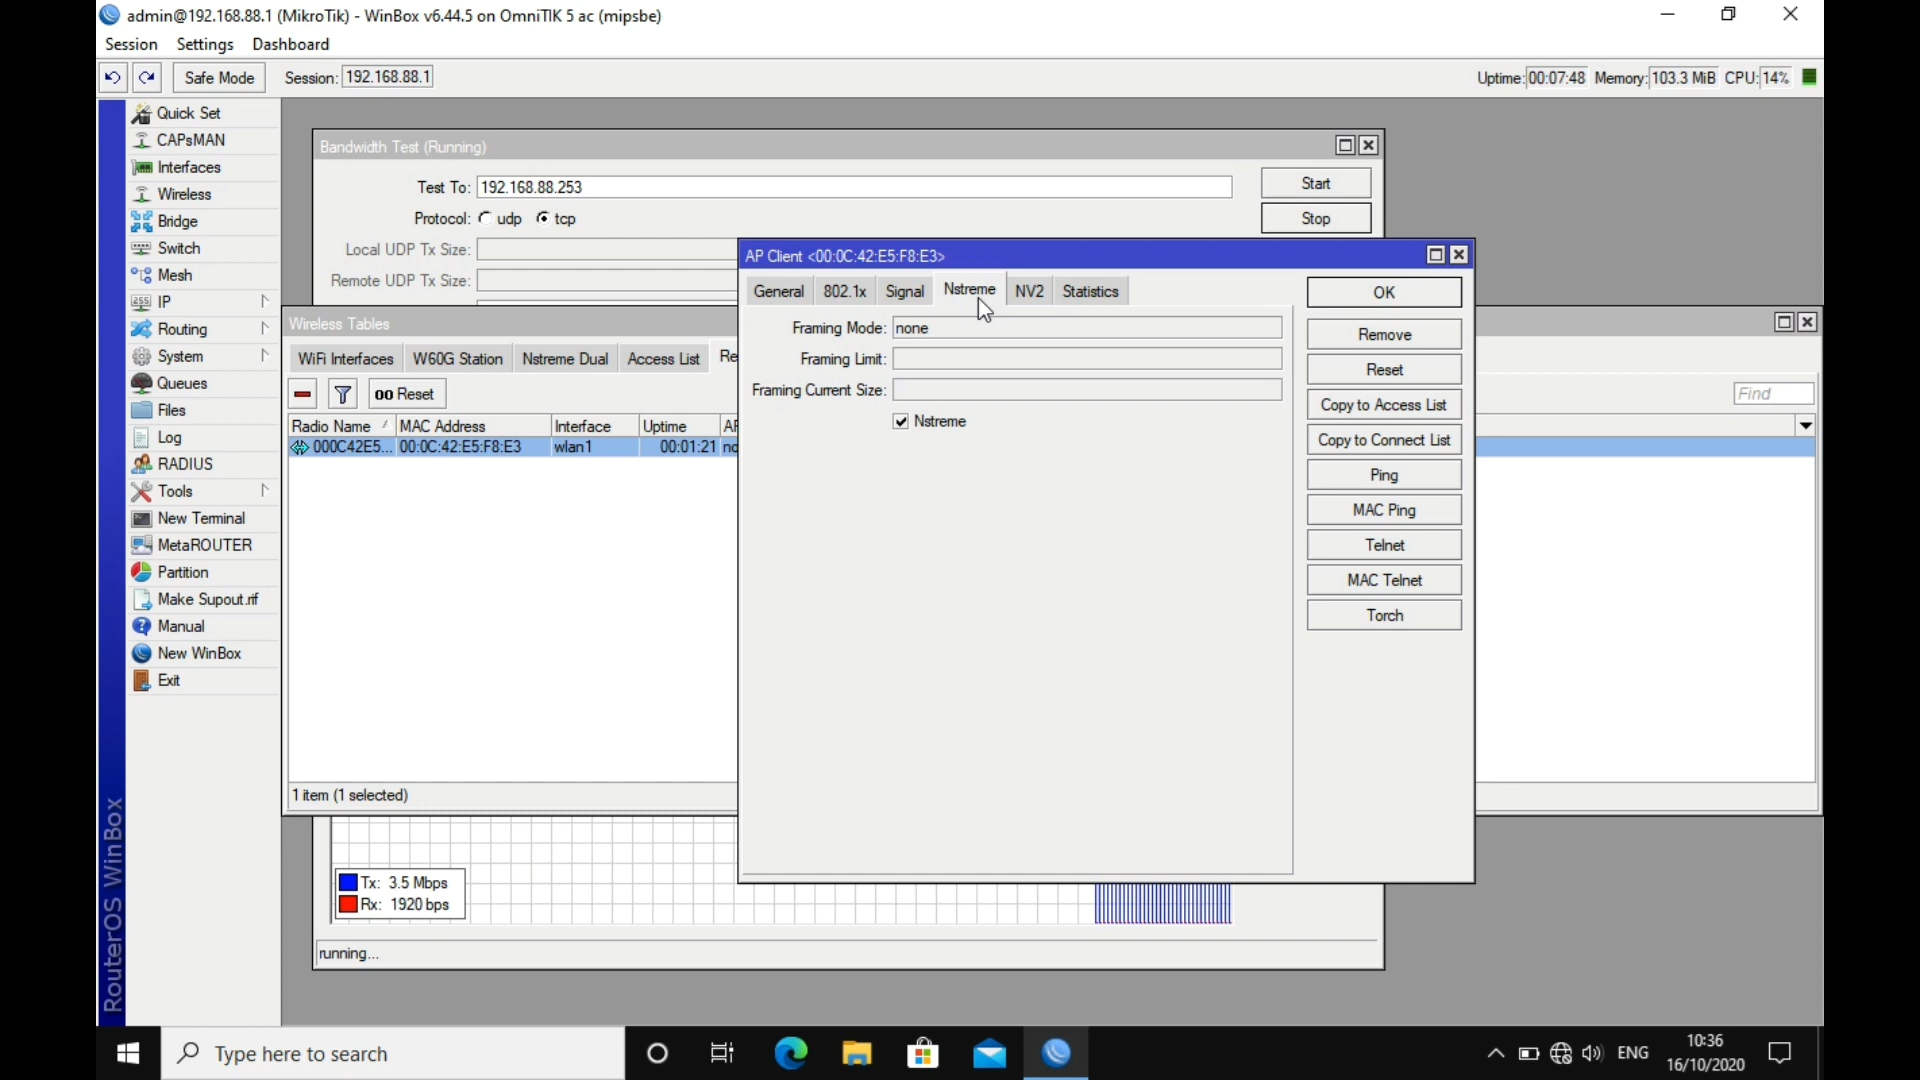 admin@192.168.88.1 (MikroTik) - WinBox v6.44.5 on OmniTIK 5 ac (mipsbe)
Session Settings Dashboard
Safe Mode Session: 192.168.88.1 Uptime: 00:07:48 Memory: 103.3 MiB CPU: 14%
Quick Set
CAPsMAN
Interfaces
Wireless
Bridge
Switch
Mesh
IP
Routing
System
Queues
Files
Log
RADIUS
Tools
New Terminal
MetaROUTER
Partition
Make Supout.rif
Manual
New WinBox
Exit
RouterOS WinBox
Bandwidth Test (Running)
Test To: 192.168.88.253
Protocol: udp tcp
Local UDP Tx Size:
Remote UDP Tx Size:
Start
Stop
Wireless Tables
WiFi Interfaces W60G Station Nstreme Dual Access List Re
Reset
Find
Radio Name MAC Address Interface Uptime AP
000C42E5... 00:0C:42:E5:F8:E3 wlan1 00:01:21 no
1 item (1 selected)
AP Client <00:0C:42:E5:F8:E3>
General 802.1x Signal Nstreme NV2 Statistics
Framing Mode: none
Framing Limit:
Framing Current Size:
Nstreme
OK
Remove
Reset
Copy to Access List
Copy to Connect List
Ping
MAC Ping
Telnet
MAC Telnet
Torch
Tx: 3.5 Mbps
Rx: 1920 bps
running...
Type here to search
ENG
10:36
16/10/2020